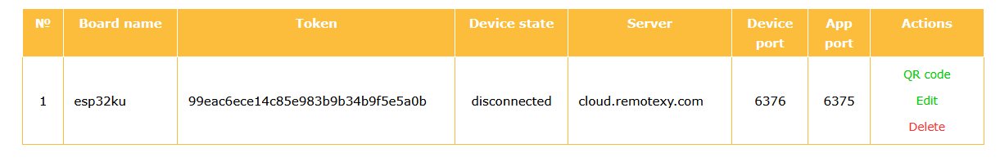 № Board name Token Device state Server Device port App port Actions
1 esp32ku 99eac6ece14c85e983b9b34b9f5e5a0b disconnected cloud.remotexy.com 6376 6375 QR code
Edit
Delete